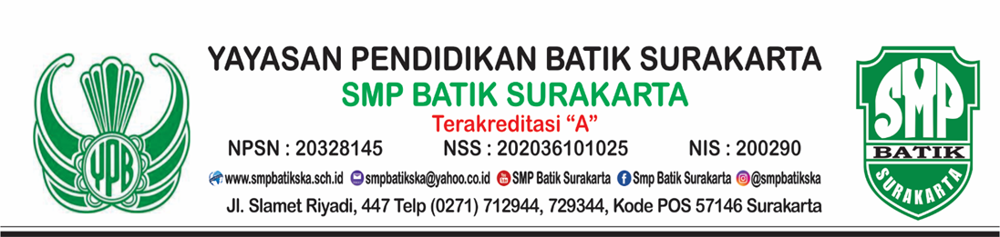 YAYASAN PENDIDIKAN BATIK SURAKARTA
SMP BATIK SURAKARTA
Terakreditasi “A”
NPSN : 20328145 NSS : 202036101025 NIS : 200290
www.smpbatikska.sch.id smpbatikska@yahoo.co.id SMP Batik Surakarta Smp Batik Surakarta @smpbatikska
Jl. Slamet Riyadi, 447 Telp (0271) 712944, 729344, Kode POS 57146 Surakarta
YPB
SMP
BATIK
SURAKARTA